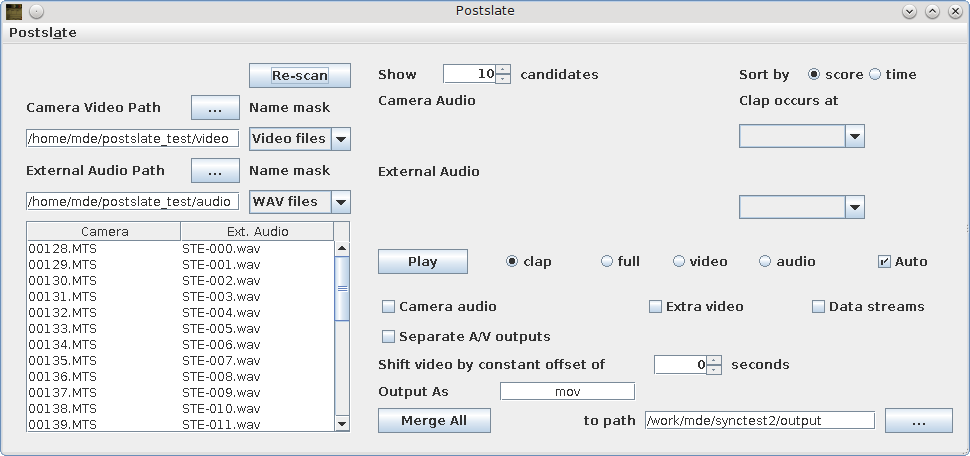 Postslate
Postslate
Re-scan
Show 10 candidates
Sort by score time
Camera Video Path ... Name mask
Camera Audio
Clap occurs at
/home/mde/postslate_test/video Video files
External Audio Path ... Name mask
External Audio
/home/mde/postslate_test/audio WAV files
Camera Ext. Audio
00128.MTS STE-000.wav
00129.MTS STE-001.wav
00130.MTS STE-002.wav
00131.MTS STE-003.wav
00132.MTS STE-004.wav
00133.MTS STE-005.wav
00134.MTS STE-006.wav
00135.MTS STE-007.wav
00136.MTS STE-008.wav
00137.MTS STE-009.wav
00138.MTS STE-010.wav
00139.MTS STE-011.wav
Play clap full video audio Auto
Camera audio Extra video Data streams
Separate A/V outputs
Shift video by constant offset of 0 seconds
Output As mov
Merge All to path /work/mde/synctest2/output ...